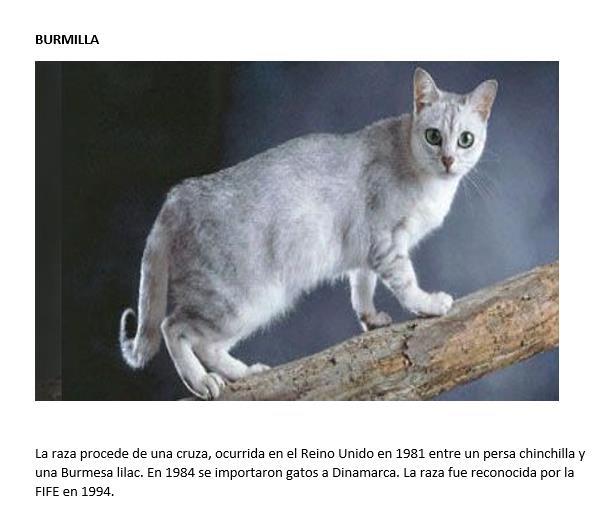 BURMILLA
La raza procede de una cruza, ocurrida en el Reino Unido en 1981 entre un persa chinchilla y
una Burmesa lilac. En 1984 se importaron gatos a Dinamarca. La raza fue reconocida por la
FIFE en 1994.